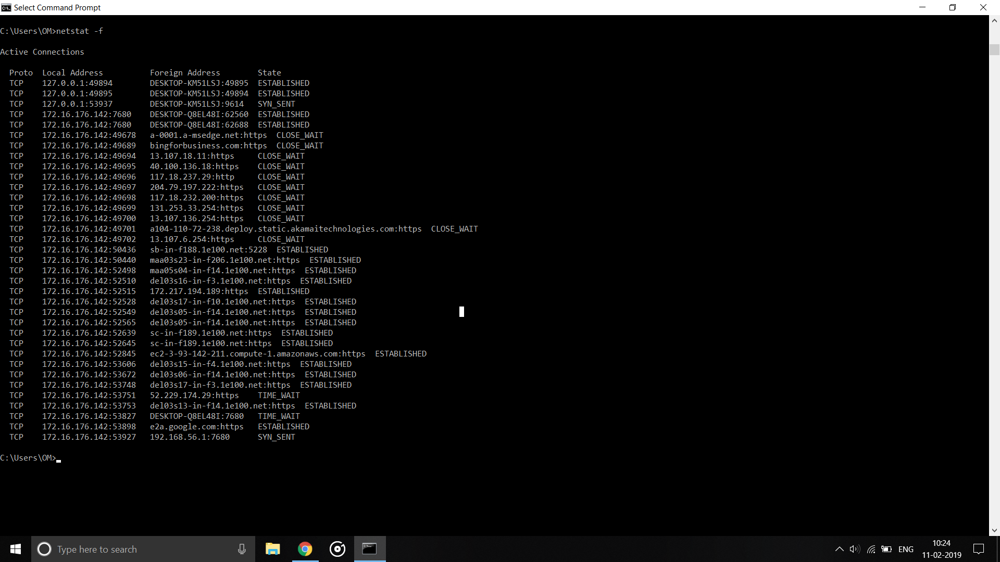 Select Command Prompt
C:\Users\OM>netstat -f
Active Connections
Proto  Local Address          Foreign Address        State
TCP    127.0.0.1:49894        DESKTOP-KM51LSJ:49895  ESTABLISHED
TCP    127.0.0.1:49895        DESKTOP-KM51LSJ:49894  ESTABLISHED
TCP    127.0.0.1:53937        DESKTOP-KM51LSJ:9614   SYN_SENT
TCP    172.16.176.142:7680    DESKTOP-Q8EL48I:62560  ESTABLISHED
TCP    172.16.176.142:7680    DESKTOP-Q8EL48I:62688  ESTABLISHED
TCP    172.16.176.142:49678   a-0001.a-msedge.net:https  CLOSE_WAIT
TCP    172.16.176.142:49689   bingforbusiness.com:https  CLOSE_WAIT
TCP    172.16.176.142:49694   13.107.18.11:https     CLOSE_WAIT
TCP    172.16.176.142:49695   40.100.136.18:https    CLOSE_WAIT
TCP    172.16.176.142:49696   117.18.237.29:http     CLOSE_WAIT
TCP    172.16.176.142:49697   204.79.197.222:https   CLOSE_WAIT
TCP    172.16.176.142:49698   117.18.232.200:https   CLOSE_WAIT
TCP    172.16.176.142:49699   131.253.33.254:https   CLOSE_WAIT
TCP    172.16.176.142:49700   13.107.136.254:https   CLOSE_WAIT
TCP    172.16.176.142:49701   a104-110-72-238.deploy.static.akamaitechnologies.com:https  CLOSE_WAIT
TCP    172.16.176.142:49702   13.107.6.254:https     CLOSE_WAIT
TCP    172.16.176.142:50436   sb-in-f188.1e100.net:5228  ESTABLISHED
TCP    172.16.176.142:50440   maa03s23-in-f206.1e100.net:https  ESTABLISHED
TCP    172.16.176.142:52498   maa05s04-in-f14.1e100.net:https  ESTABLISHED
TCP    172.16.176.142:52510   del03s16-in-f3.1e100.net:https  ESTABLISHED
TCP    172.16.176.142:52515   172.217.194.189:https  ESTABLISHED
TCP    172.16.176.142:52528   del03s17-in-f10.1e100.net:https  ESTABLISHED
TCP    172.16.176.142:52549   del03s05-in-f14.1e100.net:https  ESTABLISHED
TCP    172.16.176.142:52565   del03s05-in-f14.1e100.net:https  ESTABLISHED
TCP    172.16.176.142:52639   sc-in-f189.1e100.net:https  ESTABLISHED
TCP    172.16.176.142:52645   sc-in-f189.1e100.net:https  ESTABLISHED
TCP    172.16.176.142:52845   ec2-3-93-142-211.compute-1.amazonaws.com:https  ESTABLISHED
TCP    172.16.176.142:53606   del03s15-in-f4.1e100.net:https  ESTABLISHED
TCP    172.16.176.142:53672   del03s06-in-f14.1e100.net:https  ESTABLISHED
TCP    172.16.176.142:53748   del03s17-in-f3.1e100.net:https  ESTABLISHED
TCP    172.16.176.142:53751   52.229.174.29:https    TIME_WAIT
TCP    172.16.176.142:53753   del03s13-in-f14.1e100.net:https  ESTABLISHED
TCP    172.16.176.142:53827   DESKTOP-Q8EL48I:7680   TIME_WAIT
TCP    172.16.176.142:53898   e2a.google.com:https   ESTABLISHED
TCP    172.16.176.142:53927   192.168.56.1:7680      SYN_SENT
C:\Users\OM>
Type here to search
ENG
10:24
11-02-2019